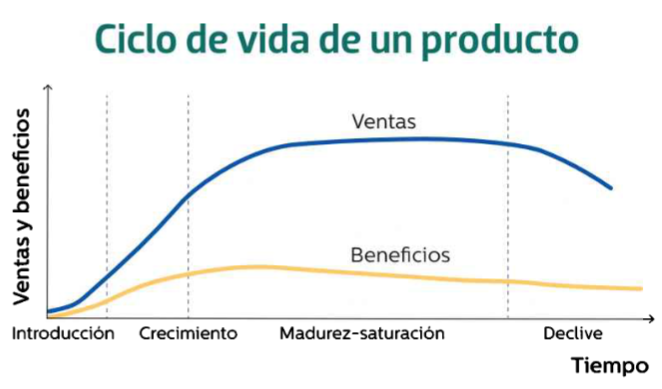 Ciclo de vida de un producto
Ventas y beneficios
Ventas
Beneficios
Introducción
Crecimiento
Madurez-saturación
Declive
Tiempo